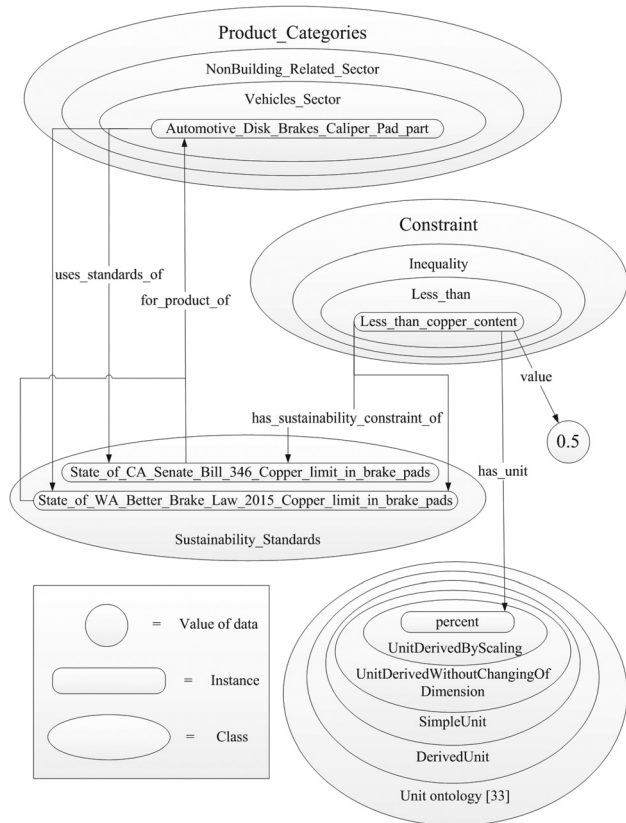 Product_Categories
NonBuilding_Related_Sector
Vehicles_Sector
Automotive_Disk_Brakes_Caliper_Pad_part
uses_standards_of
for_product_of
Constraint
Inequality
Less_than
Less_than_copper_content
value
0.5
has_sustainability_constraint_of
has_unit
State_of_CA_Senate_Bill_346_Copper_limit_in_brake_pads
State_of_WA_Better_Brake_Law_2015_Copper_limit_in_brake_pads
Sustainability_Standards
= Value of data
= Instance
= Class
percent
UnitDerivedByScaling
UnitDerivedWithoutChangingOf
Dimension
SimpleUnit
DerivedUnit
Unit ontology [33]